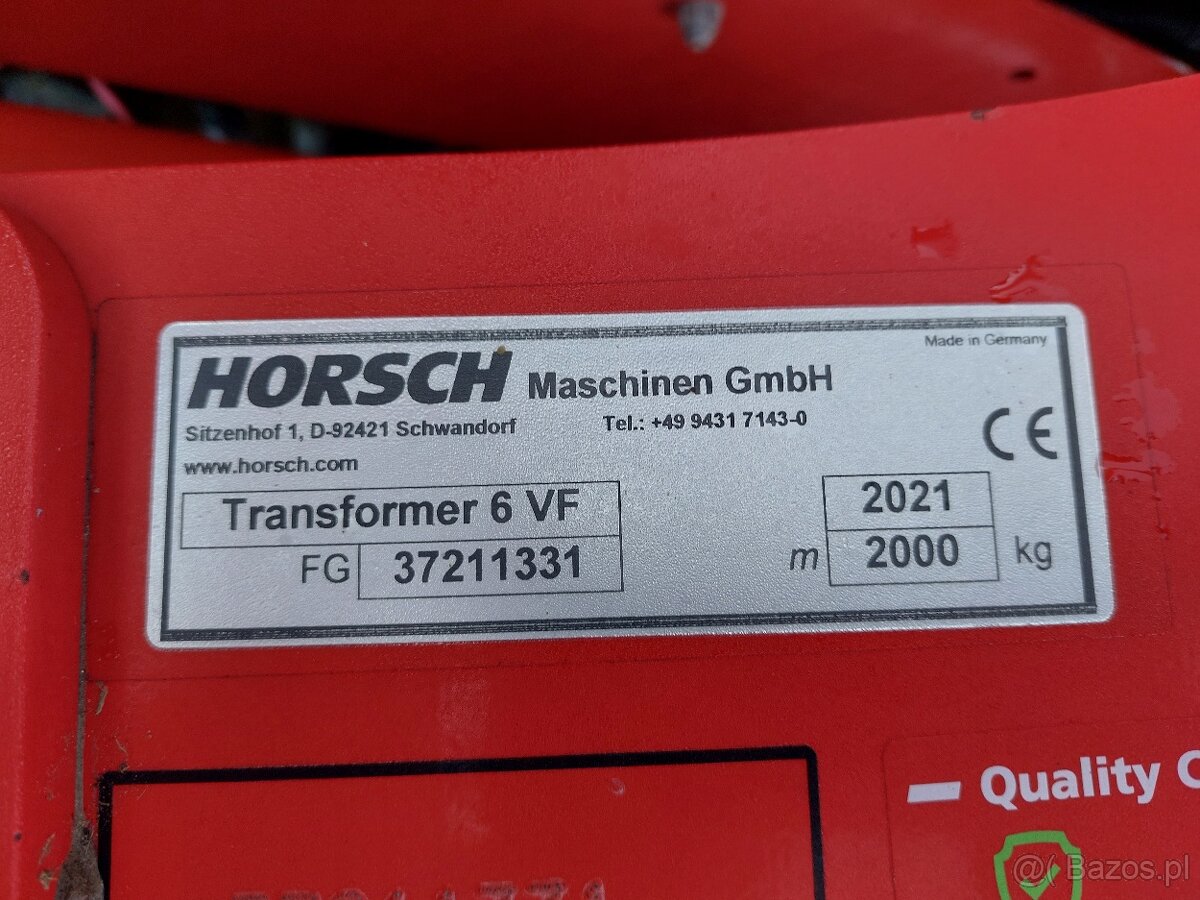 Made in Germany
HORSCH Maschinen GmbH
Sitzenhof 1, D-92421 Schwandorf Tel.: +49 9431 7143-0
www.horsch.com
CE
Transformer 6 VF 2021
FG 37211331 m 2000 kg
Quality C
@( Bazos.pl